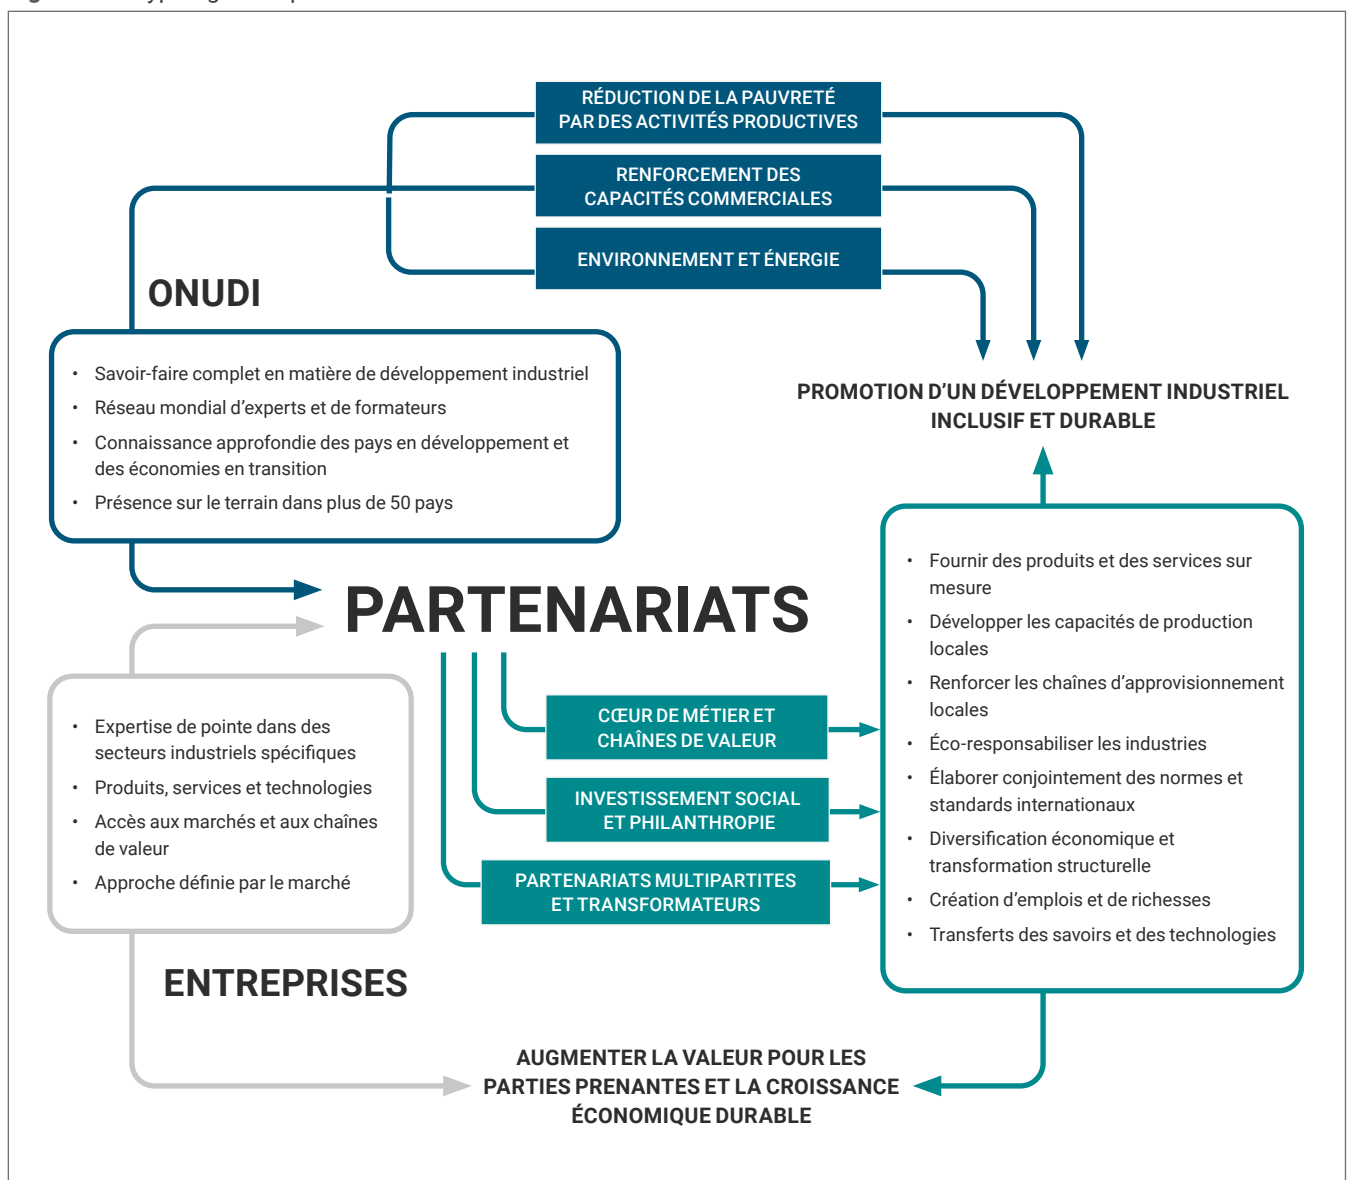 RÉDUCTION DE LA PAUVRETÉ
PAR DES ACTIVITÉS PRODUCTIVES
RENFORCEMENT DES
CAPACITÉS COMMERCIALES
ENVIRONNEMENT ET ÉNERGIE
ONUDI
• Savoir-faire complet en matière de développement industriel
• Réseau mondial d’experts et de formateurs
• Connaissance approfondie des pays en développement et
des économies en transition
• Présence sur le terrain dans plus de 50 pays
PROMOTION D’UN DÉVELOPPEMENT INDUSTRIEL
INCLUSIF ET DURABLE
PARTENARIATS
• Expertise de pointe dans des
secteurs industriels spécifiques
• Produits, services et technologies
• Accès aux marchés et aux chaînes
de valeur
• Approche définie par le marché
ENTREPRISES
CŒUR DE MÉTIER ET
CHAÎNES DE VALEUR
INVESTISSEMENT SOCIAL
ET PHILANTHROPIE
PARTENARIATS MULTIPARTITES
ET TRANSFORMATEURS
• Fournir des produits et des services sur
mesure
• Développer les capacités de production
locales
• Renforcer les chaînes d’approvisionnement
locales
• Éco-responsabiliser les industries
• Élaborer conjointement des normes et
standards internationaux
• Diversification économique et
transformation structurelle
• Création d’emplois et de richesses
• Transferts des savoirs et des technologies
AUGMENTER LA VALEUR POUR LES
PARTIES PRENANTES ET LA CROISSANCE
ÉCONOMIQUE DURABLE